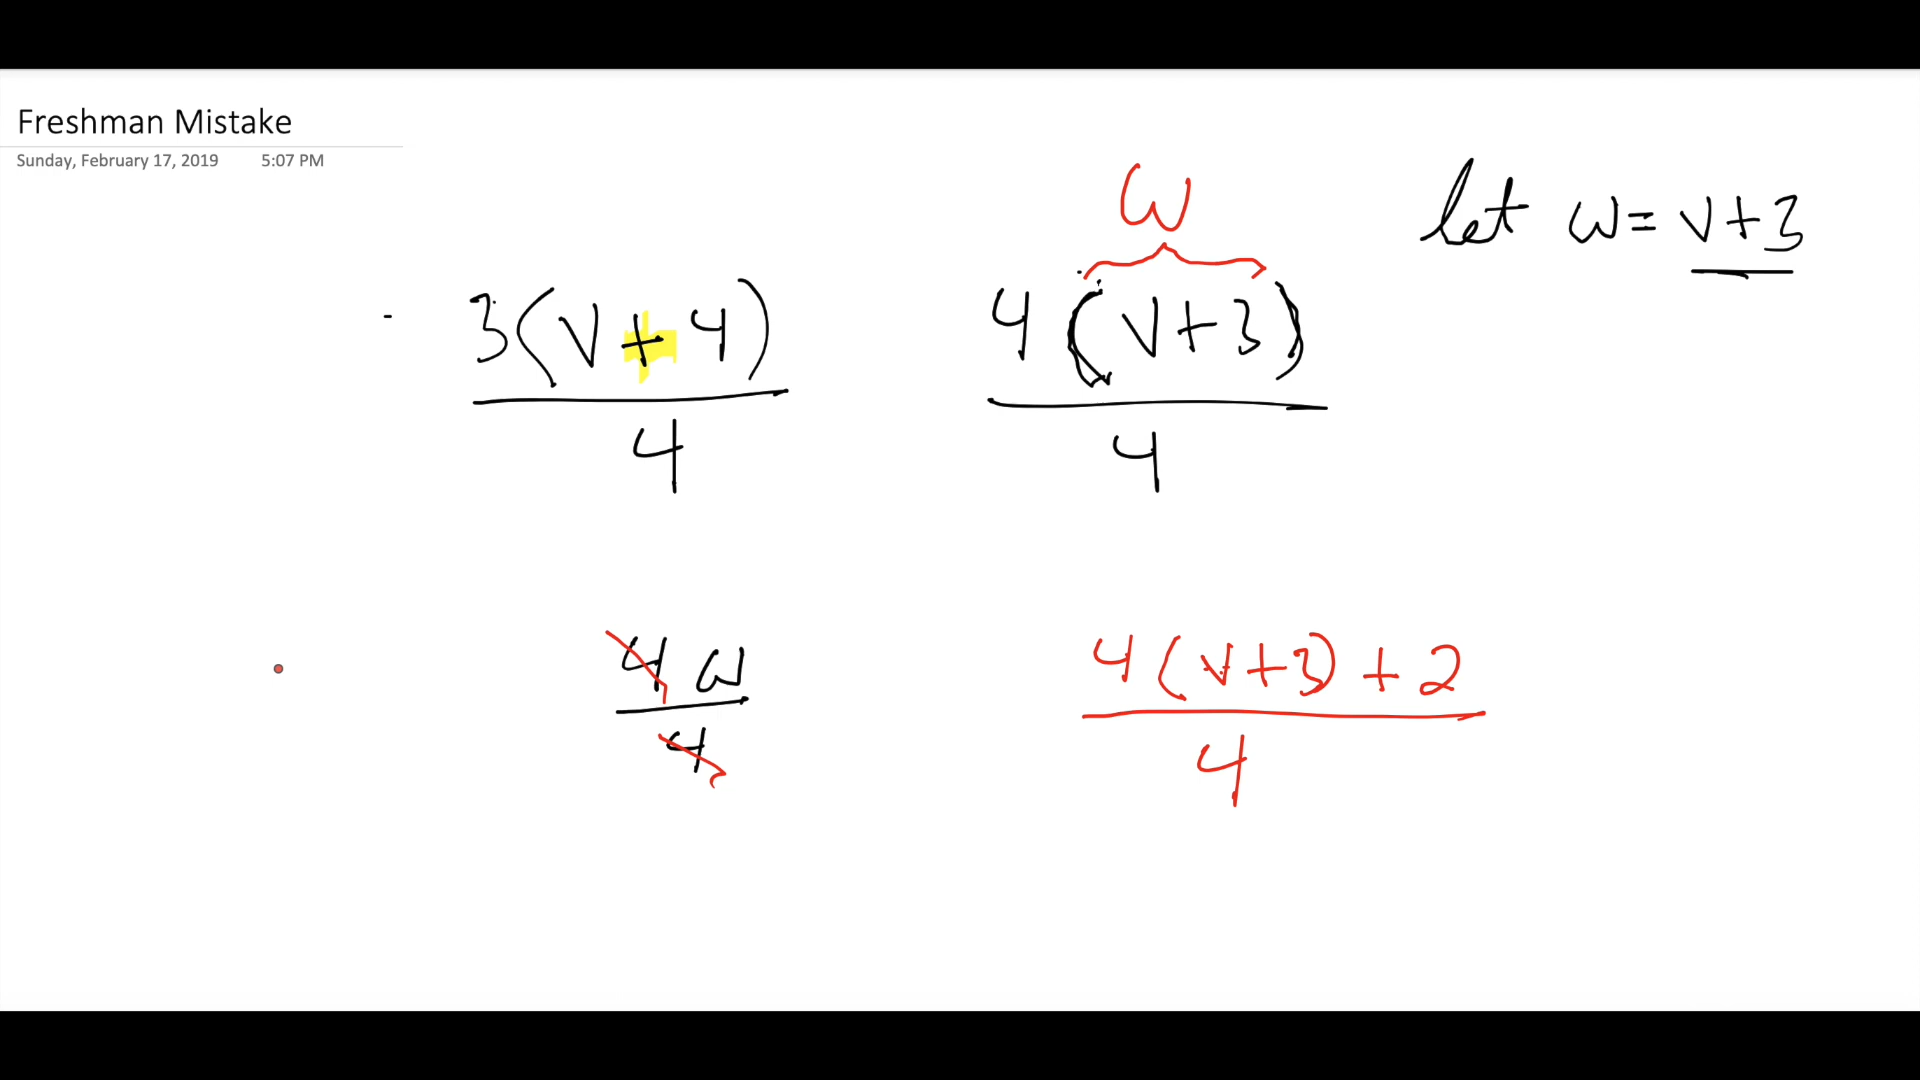 Freshman Mistake
Sunday, February 17, 2019 5:07 PM
ω
let ω = v+3
3(v+4)
4
4(v+3)
4
4ω
4
4(v+3)+2
4